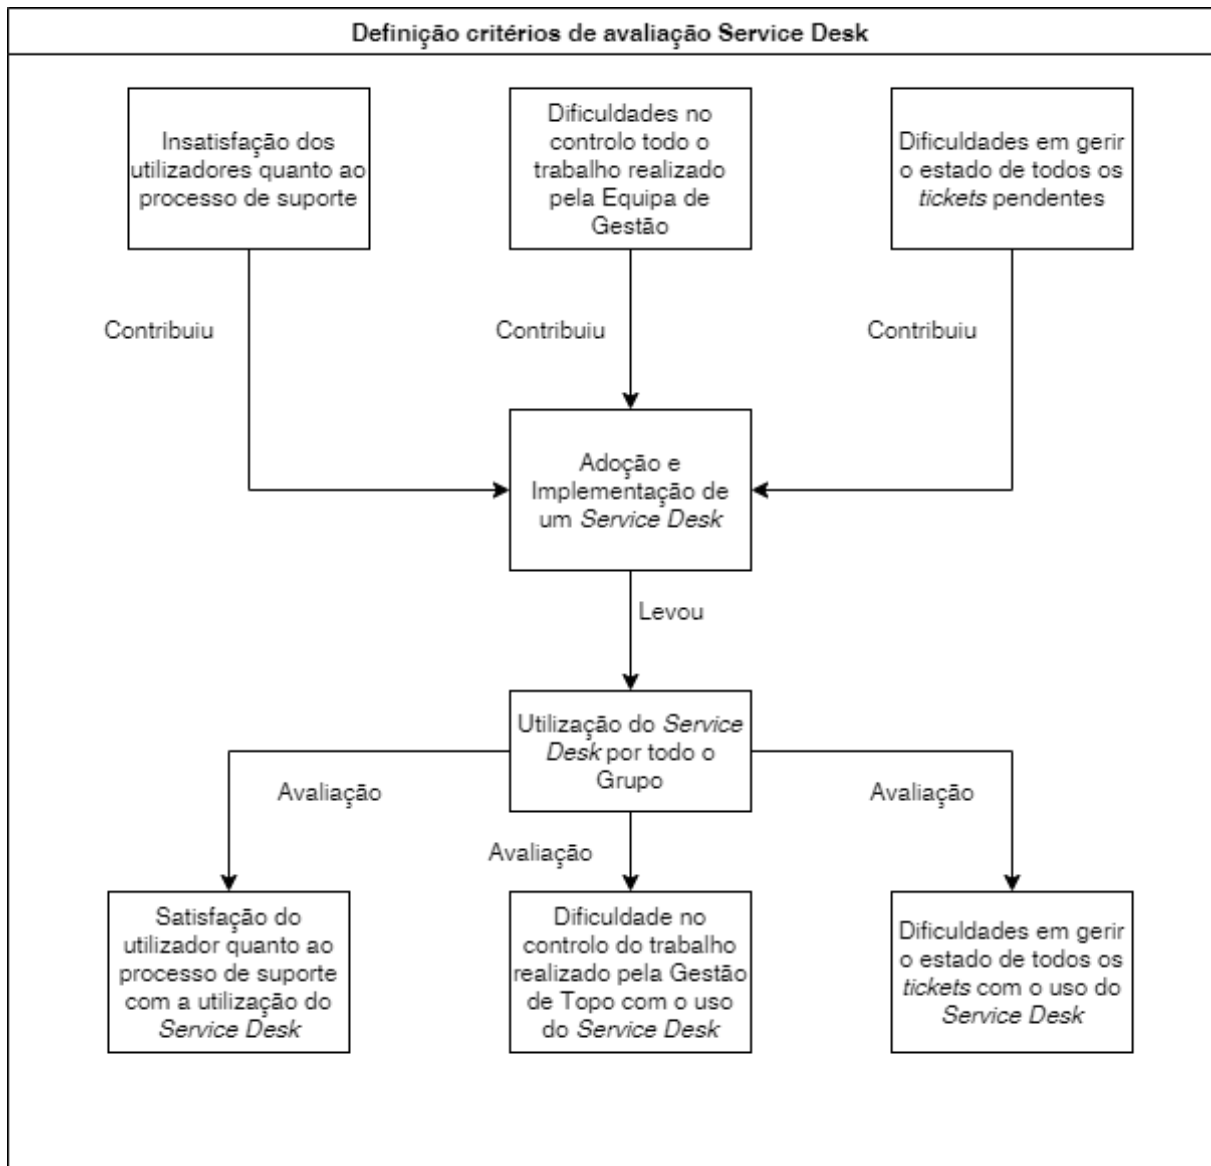 Definição critérios de avaliação Service Desk
Insatisfação dos
utilizadores quanto ao
processo de suporte
Dificuldades no
controlo todo o
trabalho realizado
pela Equipa de
Gestão
Dificuldades em gerir
o estado de todos os
tickets pendentes
Contribuiu
Contribuiu
Contribuiu
Adoção e
Implementação de
um Service Desk
Levou
Utilização do Service
Desk por todo o
Grupo
Avaliação
Avaliação
Avaliação
Satisfação do
utilizador quanto ao
processo de suporte
com a utilização do
Service Desk
Dificuldade no
controlo do trabalho
realizado pela Gestão
de Topo com o uso
do Service Desk
Dificuldades em gerir
o estado de todos os
tickets com o uso do
Service Desk